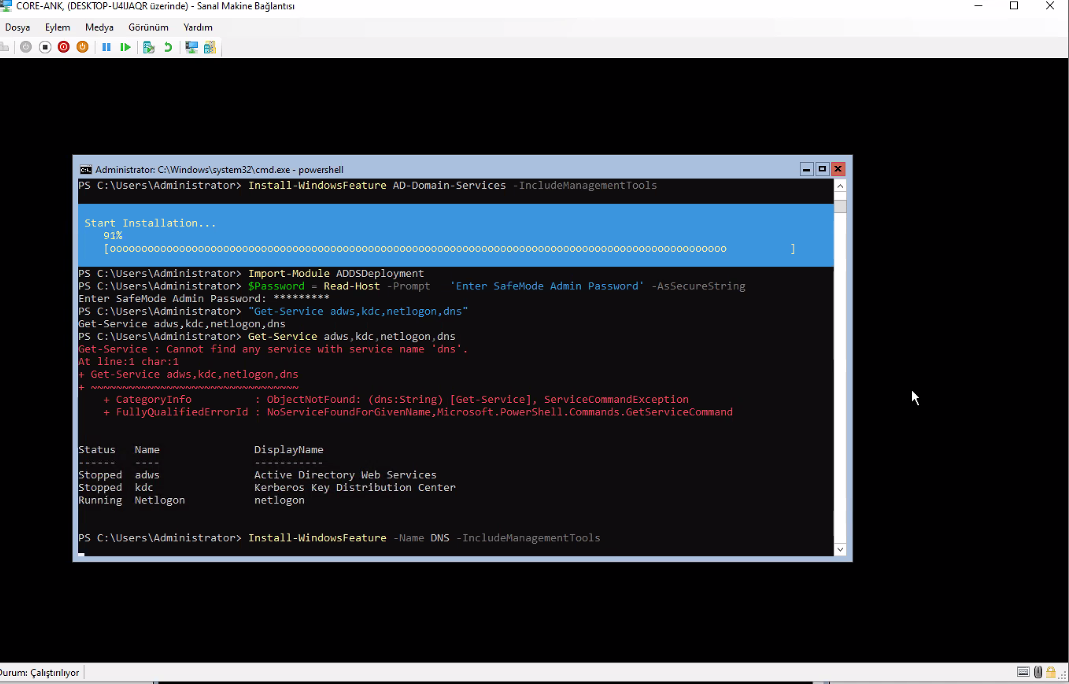 CORE-ANK, (DESKTOP-U4UAQR üzerinde) - Sanal Makine Bağlantısı
Dosya Eylem Medya Görünüm Yardım
Administrator: C:\Windows\system32\cmd.exe - powershell
PS C:\Users\Administrator> Install-WindowsFeature AD-Domain-Services -IncludeManagementTools
Start Installation...
91%
[oooooooooooooooooooooooooooooooooooooooooooooooooooooooooooooooooooooooooooooooooooooooooooooooooo ]
PS C:\Users\Administrator> Import-Module ADDSDeployment
PS C:\Users\Administrator> $Password = Read-Host -Prompt 'Enter SafeMode Admin Password' -AsSecureString
Enter SafeMode Admin Password: *********
PS C:\Users\Administrator> "Get-Service adws,kdc,netlogon,dns"
Get-Service adws,kdc,netlogon,dns
PS C:\Users\Administrator> Get-Service adws,kdc,netlogon,dns
Get-Service : Cannot find any service with service name 'dns'.
At line:1 char:1
+ Get-Service adws,kdc,netlogon,dns
+ ~~~~~~~~~~~~~~~~~~~~~~~~~~~~~~~~~
+ CategoryInfo : ObjectNotFound: (dns:String) [Get-Service], ServiceCommandException
+ FullyQualifiedErrorId : NoServiceFoundForGivenName,Microsoft.PowerShell.Commands.GetServiceCommand
Status Name DisplayName
------ ---- -----------
Stopped adws Active Directory Web Services
Stopped kdc Kerberos Key Distribution Center
Running Netlogon netlogon
PS C:\Users\Administrator> Install-WindowsFeature -Name DNS -IncludeManagementTools
Durum: Çalıştırılıyor